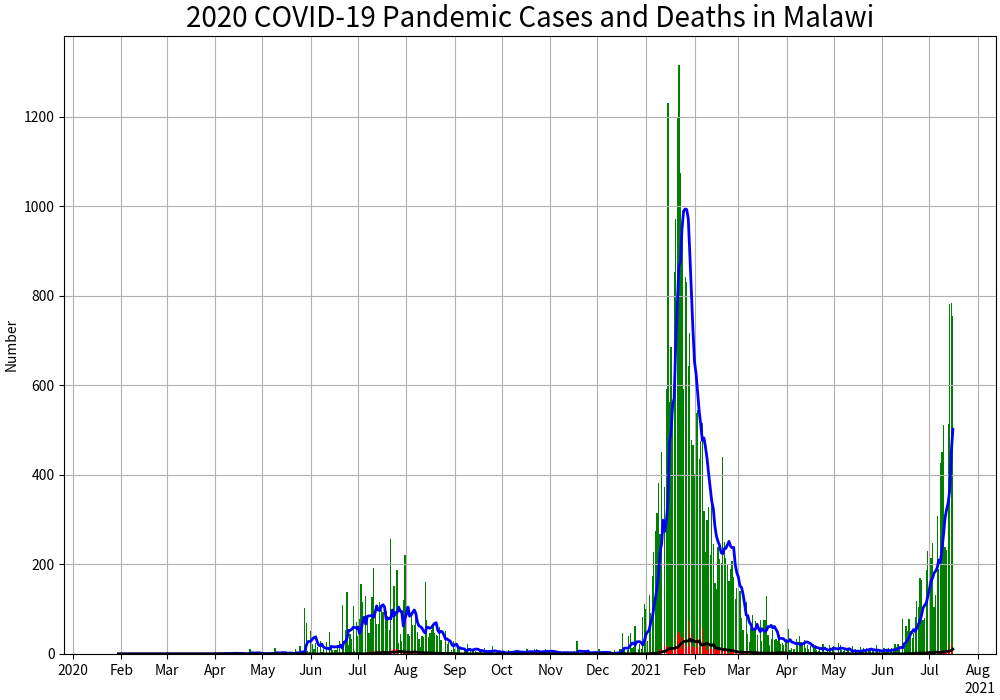 2020 COVID-19 Pandemic Cases and Deaths in Malawi
1200
1000
800
600
400
200
0
Number
2020 Feb Mar Apr May Jun Jul Aug Sep Oct Nov Dec 2021 Feb Mar Apr May Jun Jul Aug
2021